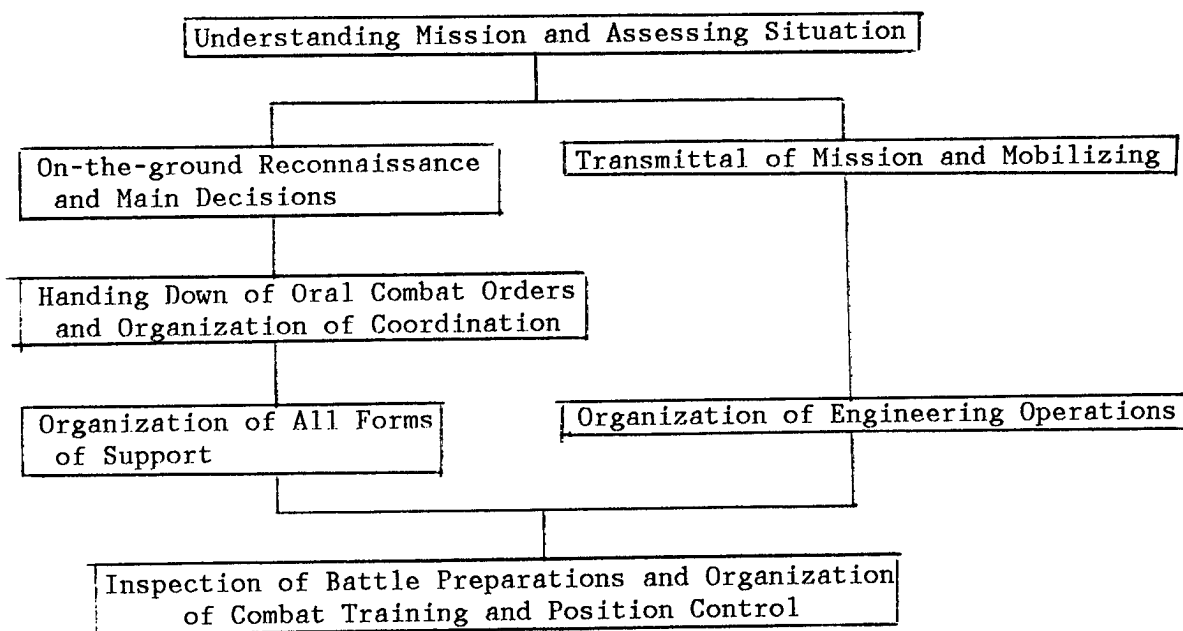 Understanding Mission and Assessing Situation
On-the-ground Reconnaissance
and Main Decisions
Transmittal of Mission and Mobilizing
Handing Down of Oral Combat Orders
and Organization of Coordination
Organization of All Forms
of Support
Organization of Engineering Operations
Inspection of Battle Preparations and Organization
of Combat Training and Position Control